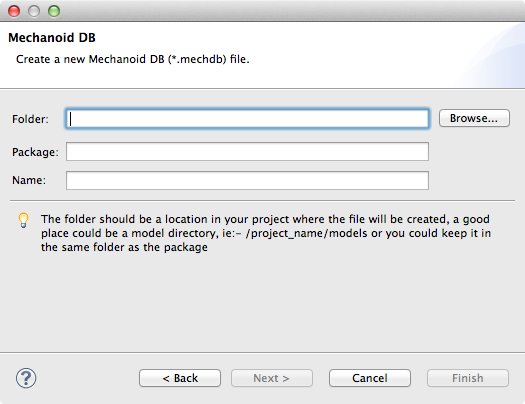 Mechanoid DB
Create a new Mechanoid DB (*.mechdb) file.
Folder:
Browse...
Package:
Name:
The folder should be a location in your project where the file will be created, a good
place could be a model directory, ie:- /project_name/models or you could keep it in
the same folder as the package
?
< Back
Next >
Cancel
Finish